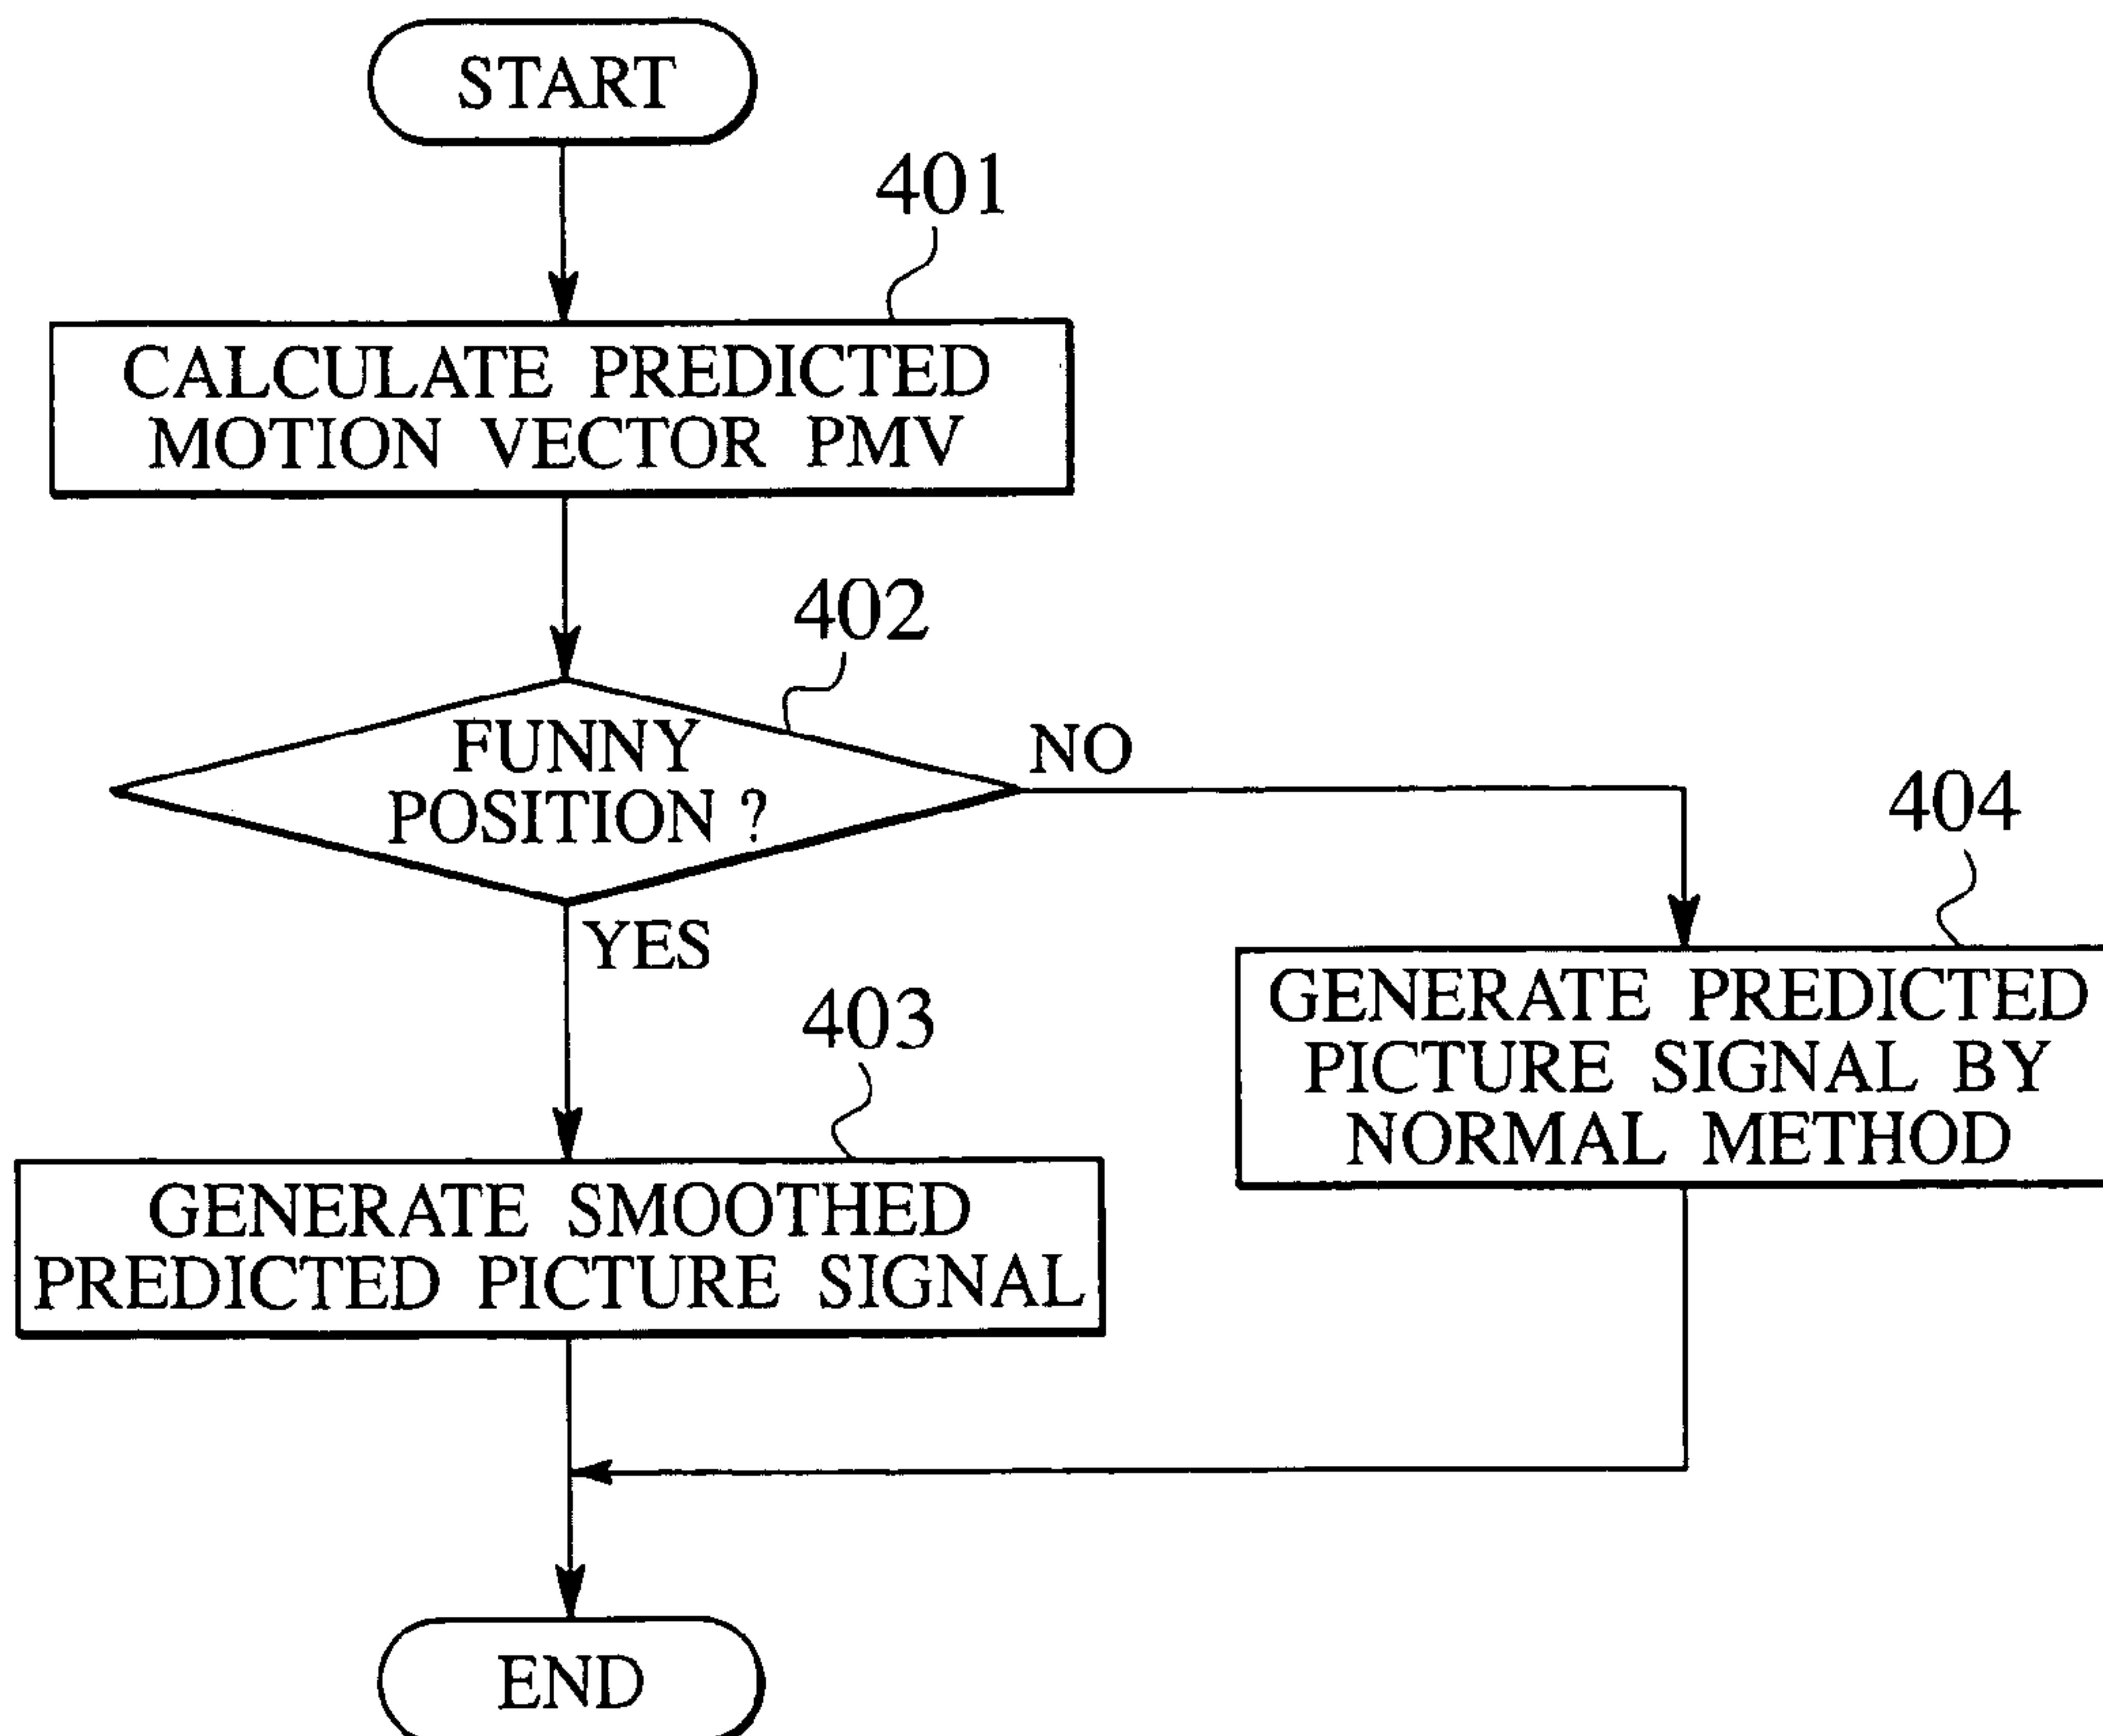 START
401
CALCULATE PREDICTED
MOTION VECTOR PMV
402
FUNNY
POSITION ?
NO
YES
404
GENERATE PREDICTED
PICTURE SIGNAL BY
NORMAL METHOD
403
GENERATE SMOOTHED
PREDICTED PICTURE SIGNAL
END